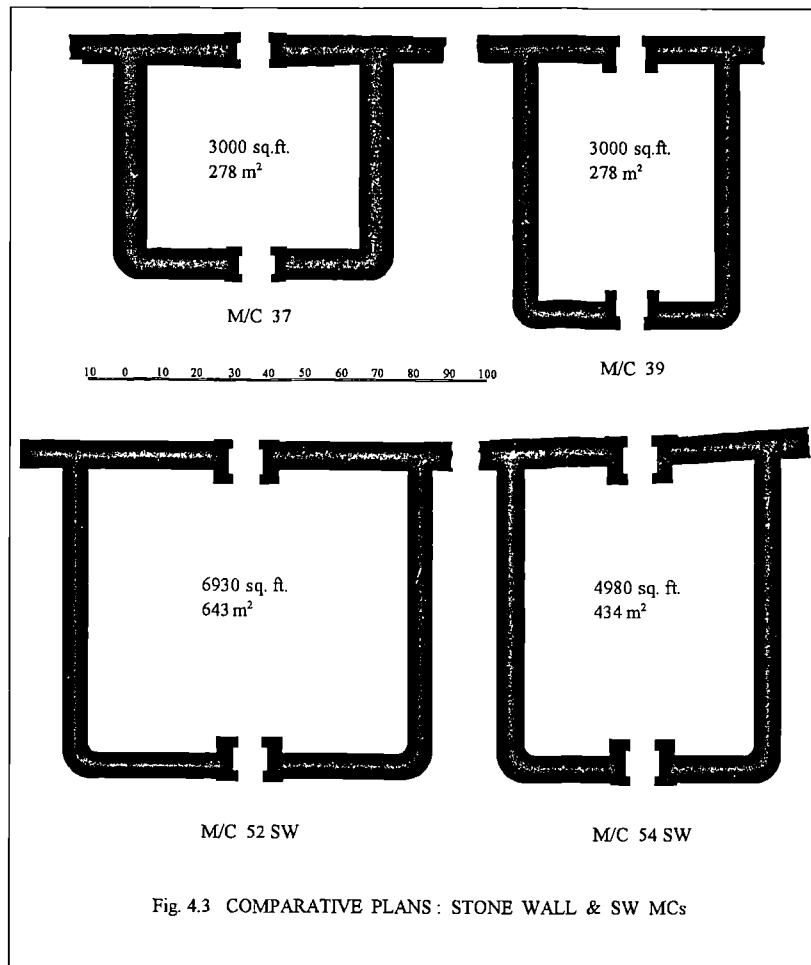 3000 sq.ft.
278 m²
3000 sq.ft.
278 m²
M/C 37
M/C 39
10 0 10 20 30 40 50 60 70 80 90 100
6930 sq. ft.
643 m²
4980 sq. ft.
434 m²
M/C 52 SW
M/C 54 SW
Fig. 4.3 COMPARATIVE PLANS : STONE WALL & SW MCs